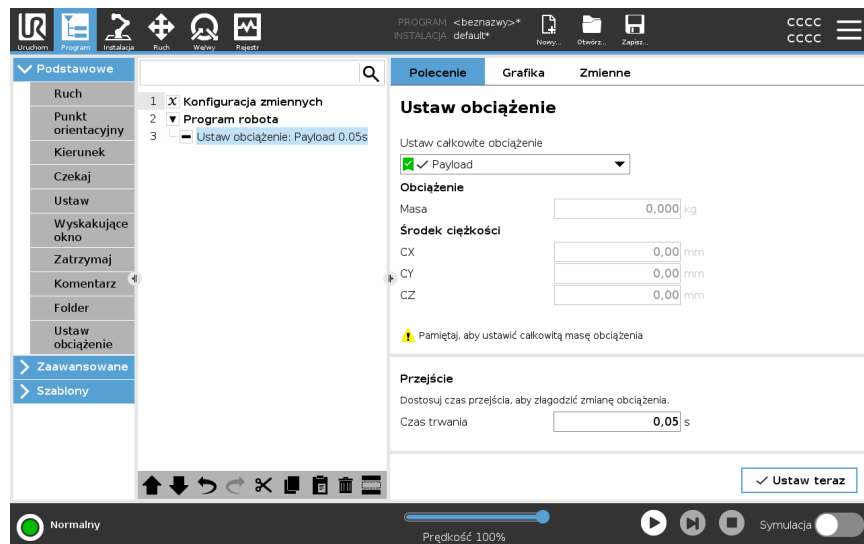 UR
Uruchom
Program
Instalacja
Ruch
We/wy
Rejestr
PROGRAM <beznazwy>*
INSTALACJA default*
Nowy...
Otwórz...
Zapisz...
CCCC
CCCC
Podstawowe
Ruch
Punkt
orientacyjny
Kierunek
Czekaj
Ustaw
Wyskakujące
okno
Zatrzymaj
Komentarz
Folder
Ustaw
obciążenie
Zaawansowane
Szablony
1 X Konfiguracja zmiennych
2 Program robota
3 Ustaw obciążenie: Payload 0.05s
Polecenie
Grafika
Zmienne
Ustaw obciążenie
Ustaw całkowite obciążenie
Payload
Obciążenie
Masa 0,000 kg
Środek ciężkości
CX 0,00 mm
CY 0,00 mm
CZ 0,00 mm
Pamiętaj, aby ustawić całkowitą masę obciążenia
Przejście
Dostosuj czas przejścia, aby złagodzić zmianę obciążenia.
Czas trwania 0,05 s
Ustaw teraz
Normalny
Prędkość 100%
Symulacja